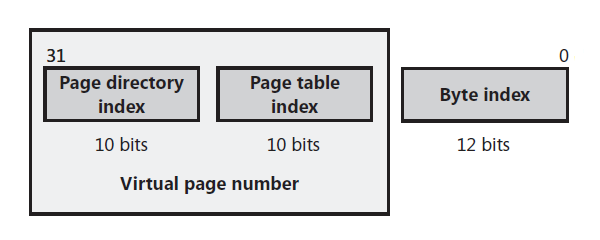 31
0
Page directory
index
Page table
index
Byte index
10 bits
10 bits
12 bits
Virtual page number